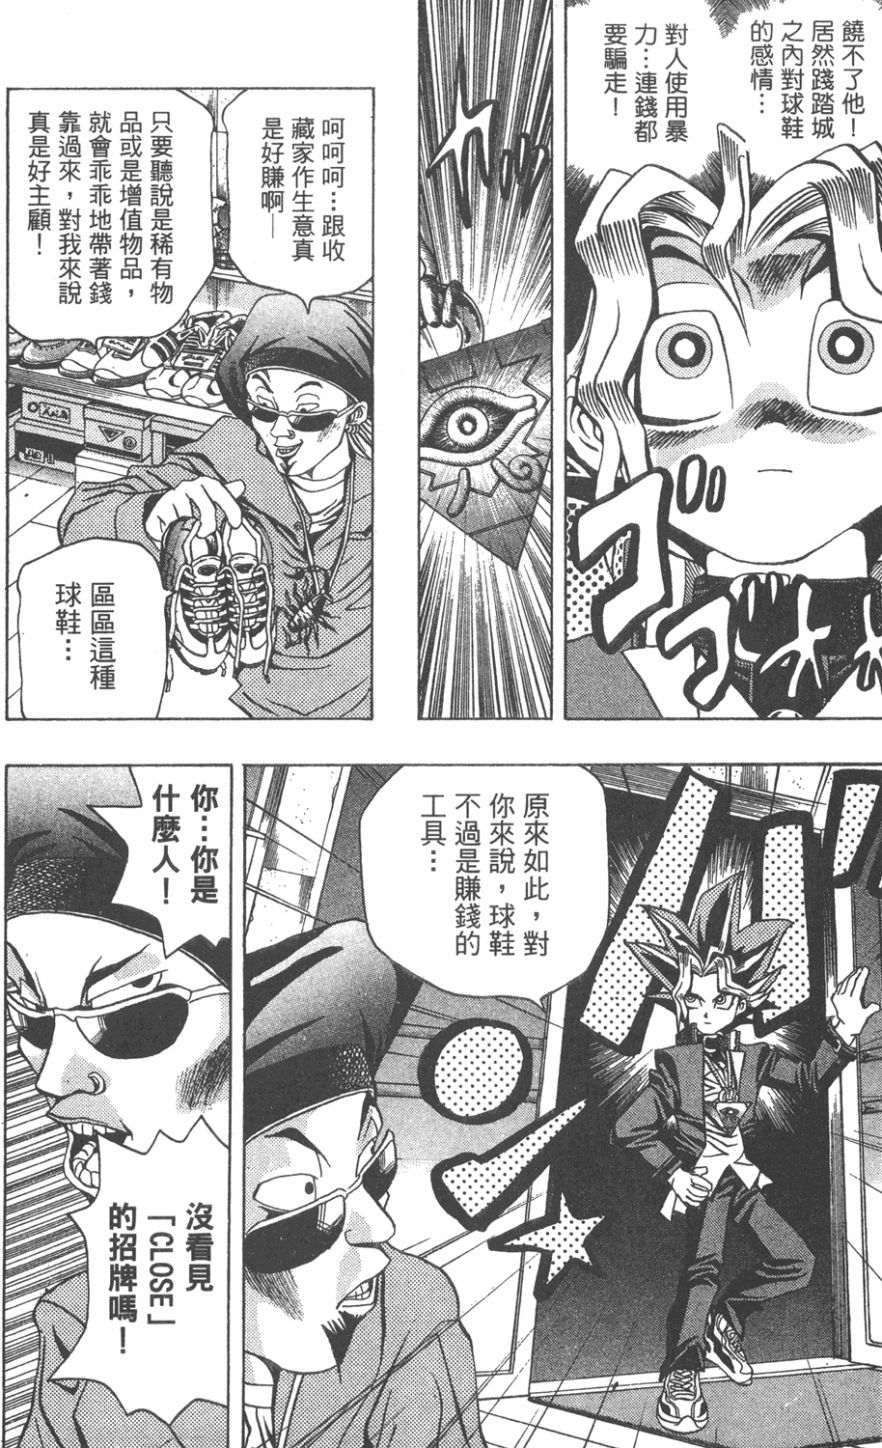 饒不了他！
居然踐踏城
之內對球鞋
的感情…
對人使用暴
力…連錢都
要騙走！
ゴゴゴ
オオ
呵呵呵…跟收
藏家作生意真
是好賺啊—
只要聽說是稀有物
品或是增值物品，
就會乖乖地帶著錢
靠過來，對我來說
真是好主顧！
區區這種
球鞋…
原來如此，對
你來說，球鞋
不過是賺錢的
工具…
你…你是
什麼人！
沒看見
「CLOSE」
的招牌嗎！